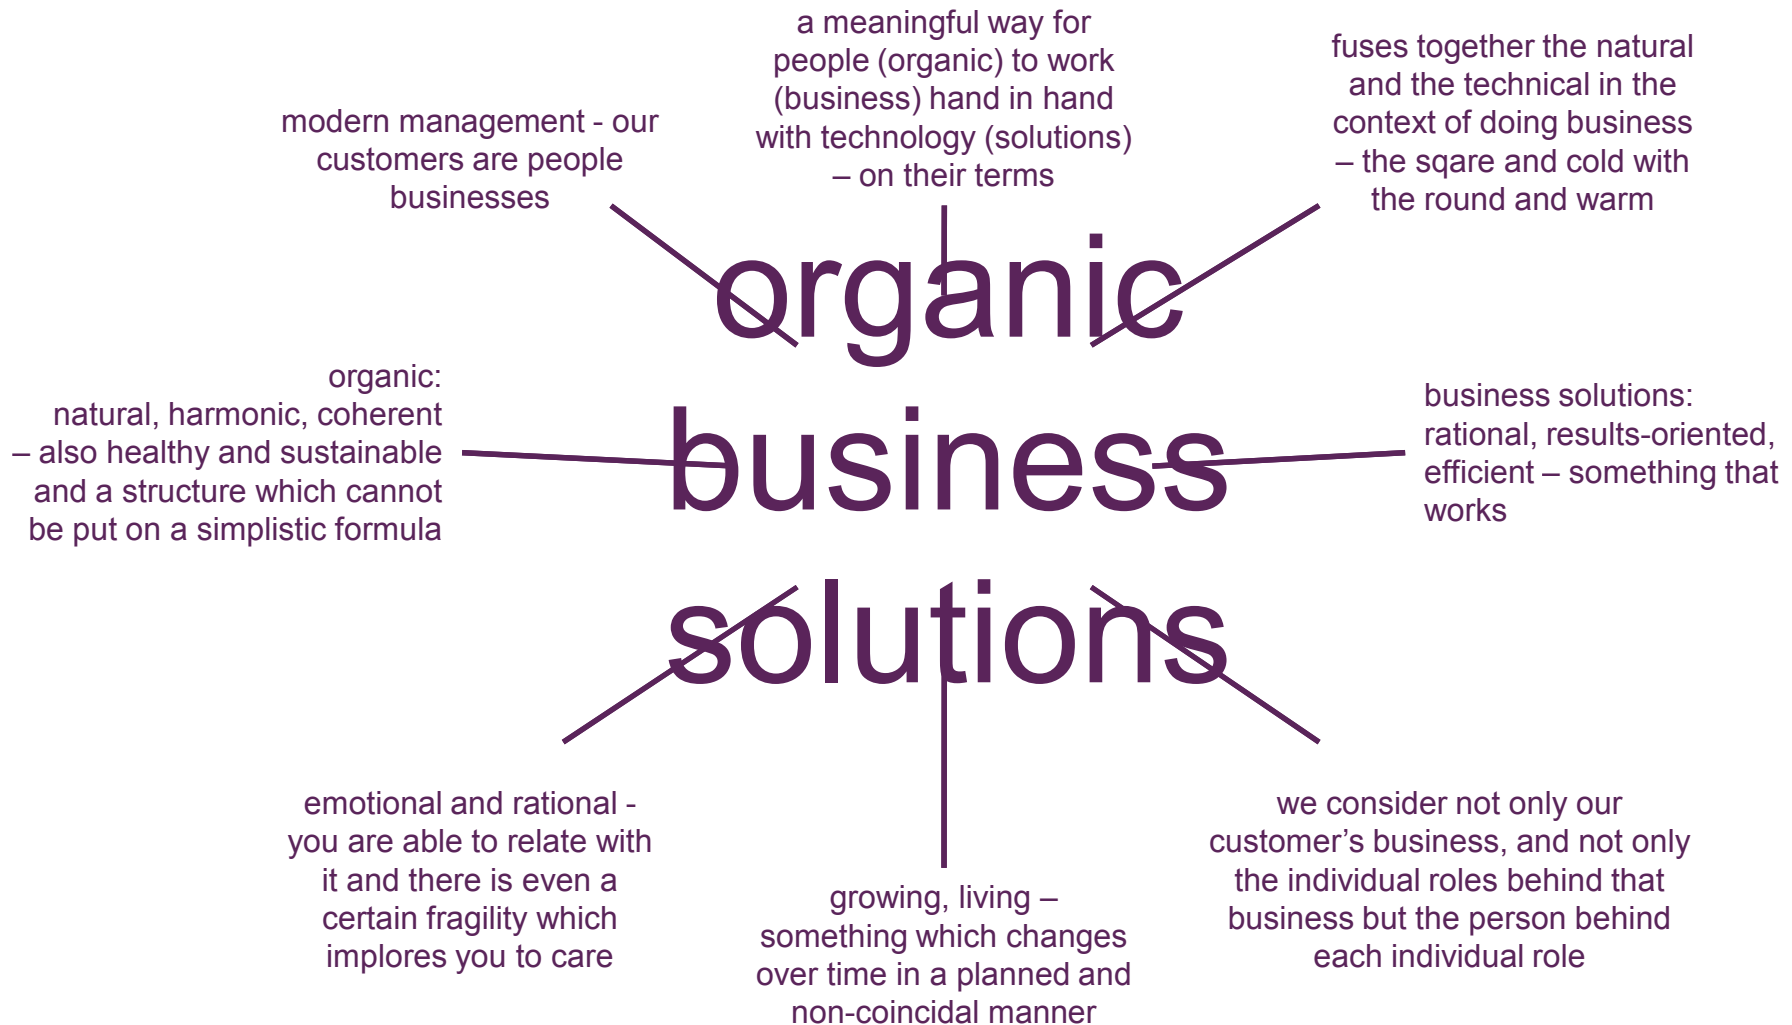 a meaningful way for
people (organic) to work
(business) hand in hand
with technology (solutions)
– on their terms
fuses together the natural
and the technical in the
context of doing business
– the sqare and cold with
the round and warm
modern management - our
customers are people
businesses
organic
business
solutions
organic:
natural, harmonic, coherent
– also healthy and sustainable
and a structure which cannot
be put on a simplistic formula
business solutions:
rational, results-oriented,
efficient – something that
works
emotional and rational -
you are able to relate with
it and there is even a
certain fragility which
implores you to care
growing, living –
something which changes
over time in a planned and
non-coincidal manner
we consider not only our
customer’s business, and not only
the individual roles behind that
business but the person behind
each individual role